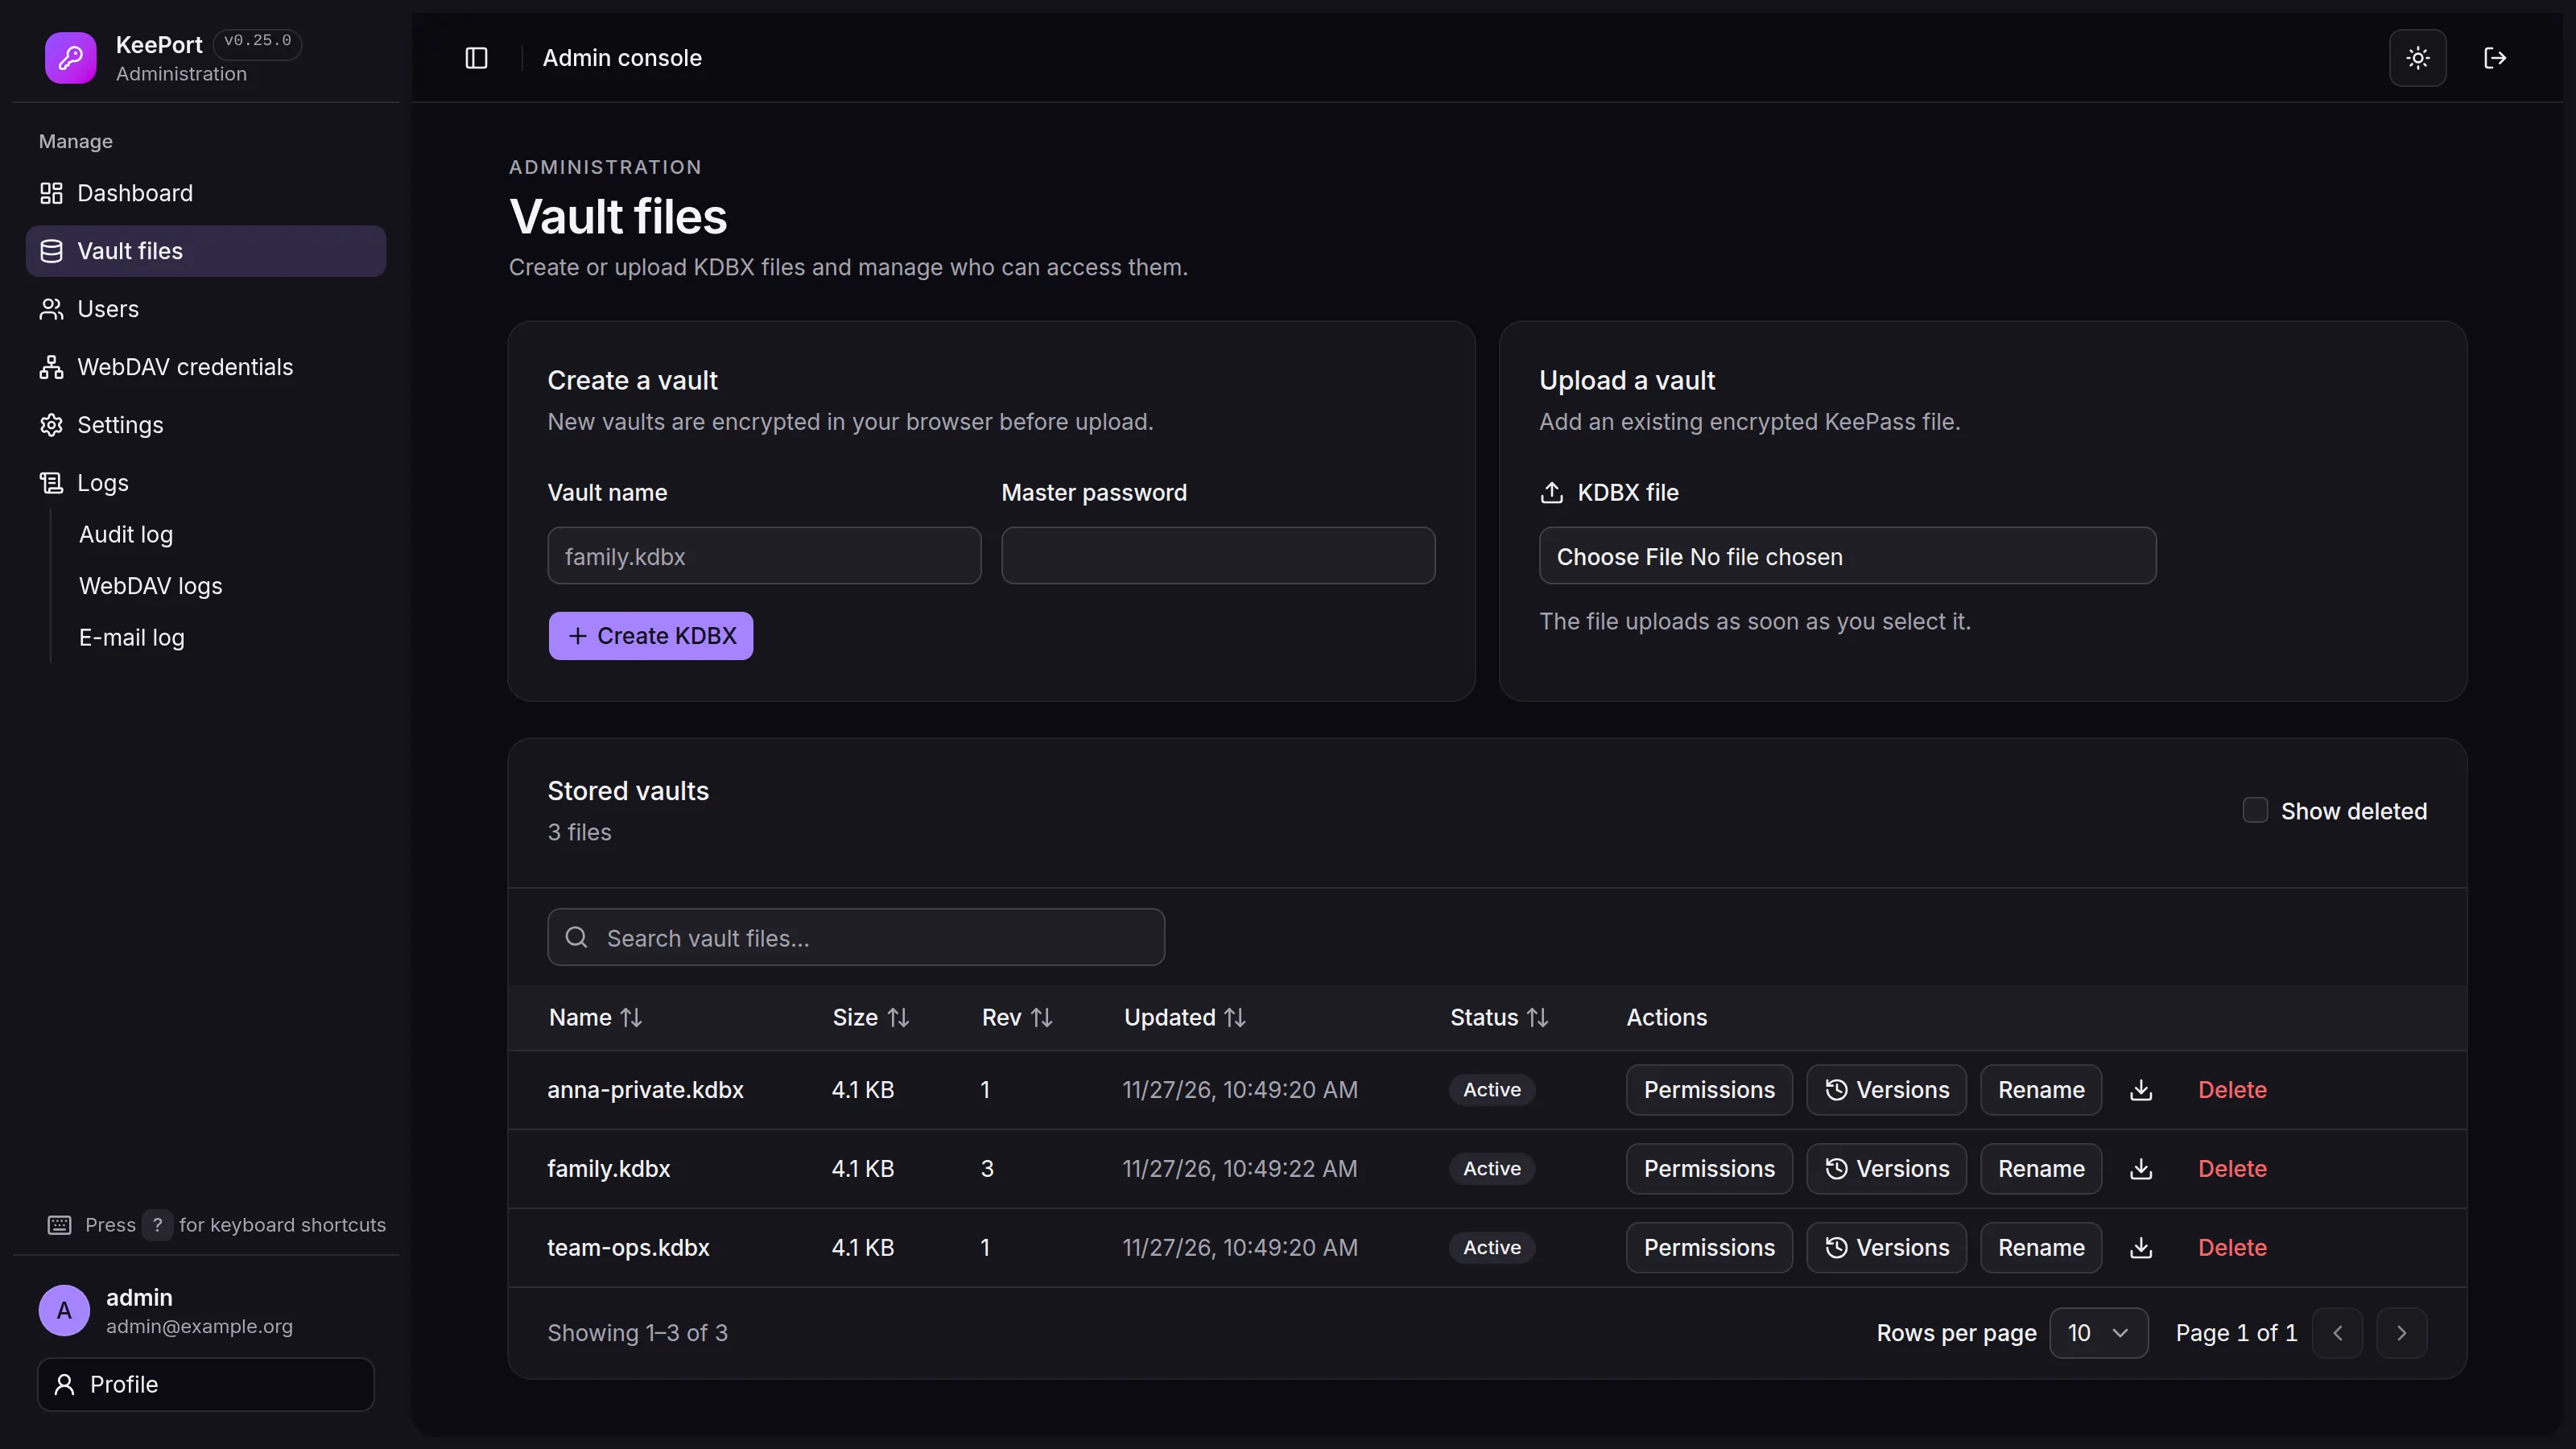 KeePort v0.25.0
Administration
Manage
Dashboard
Vault files
Users
WebDAV credentials
Settings
Logs
Audit log
WebDAV logs
E-mail log
Press ? for keyboard shortcuts
A
admin
admin@example.org
Profile
Admin console
ADMINISTRATION
Vault files
Create or upload KDBX files and manage who can access them.
Create a vault
New vaults are encrypted in your browser before upload.
Vault name
Master password
family.kdbx
Create KDBX
Upload a vault
Add an existing encrypted KeePass file.
KDBX file
Choose File No file chosen
The file uploads as soon as you select it.
Stored vaults
3 files
Show deleted
Search vault files...
Name Size Rev Updated Status Actions
anna-private.kdbx 4.1 KB 1 11/27/26, 10:49:20 AM Active Permissions Versions Rename Delete
family.kdbx 4.1 KB 3 11/27/26, 10:49:22 AM Active Permissions Versions Rename Delete
team-ops.kdbx 4.1 KB 1 11/27/26, 10:49:20 AM Active Permissions Versions Rename Delete
Showing 1–3 of 3
Rows per page 10 Page 1 of 1